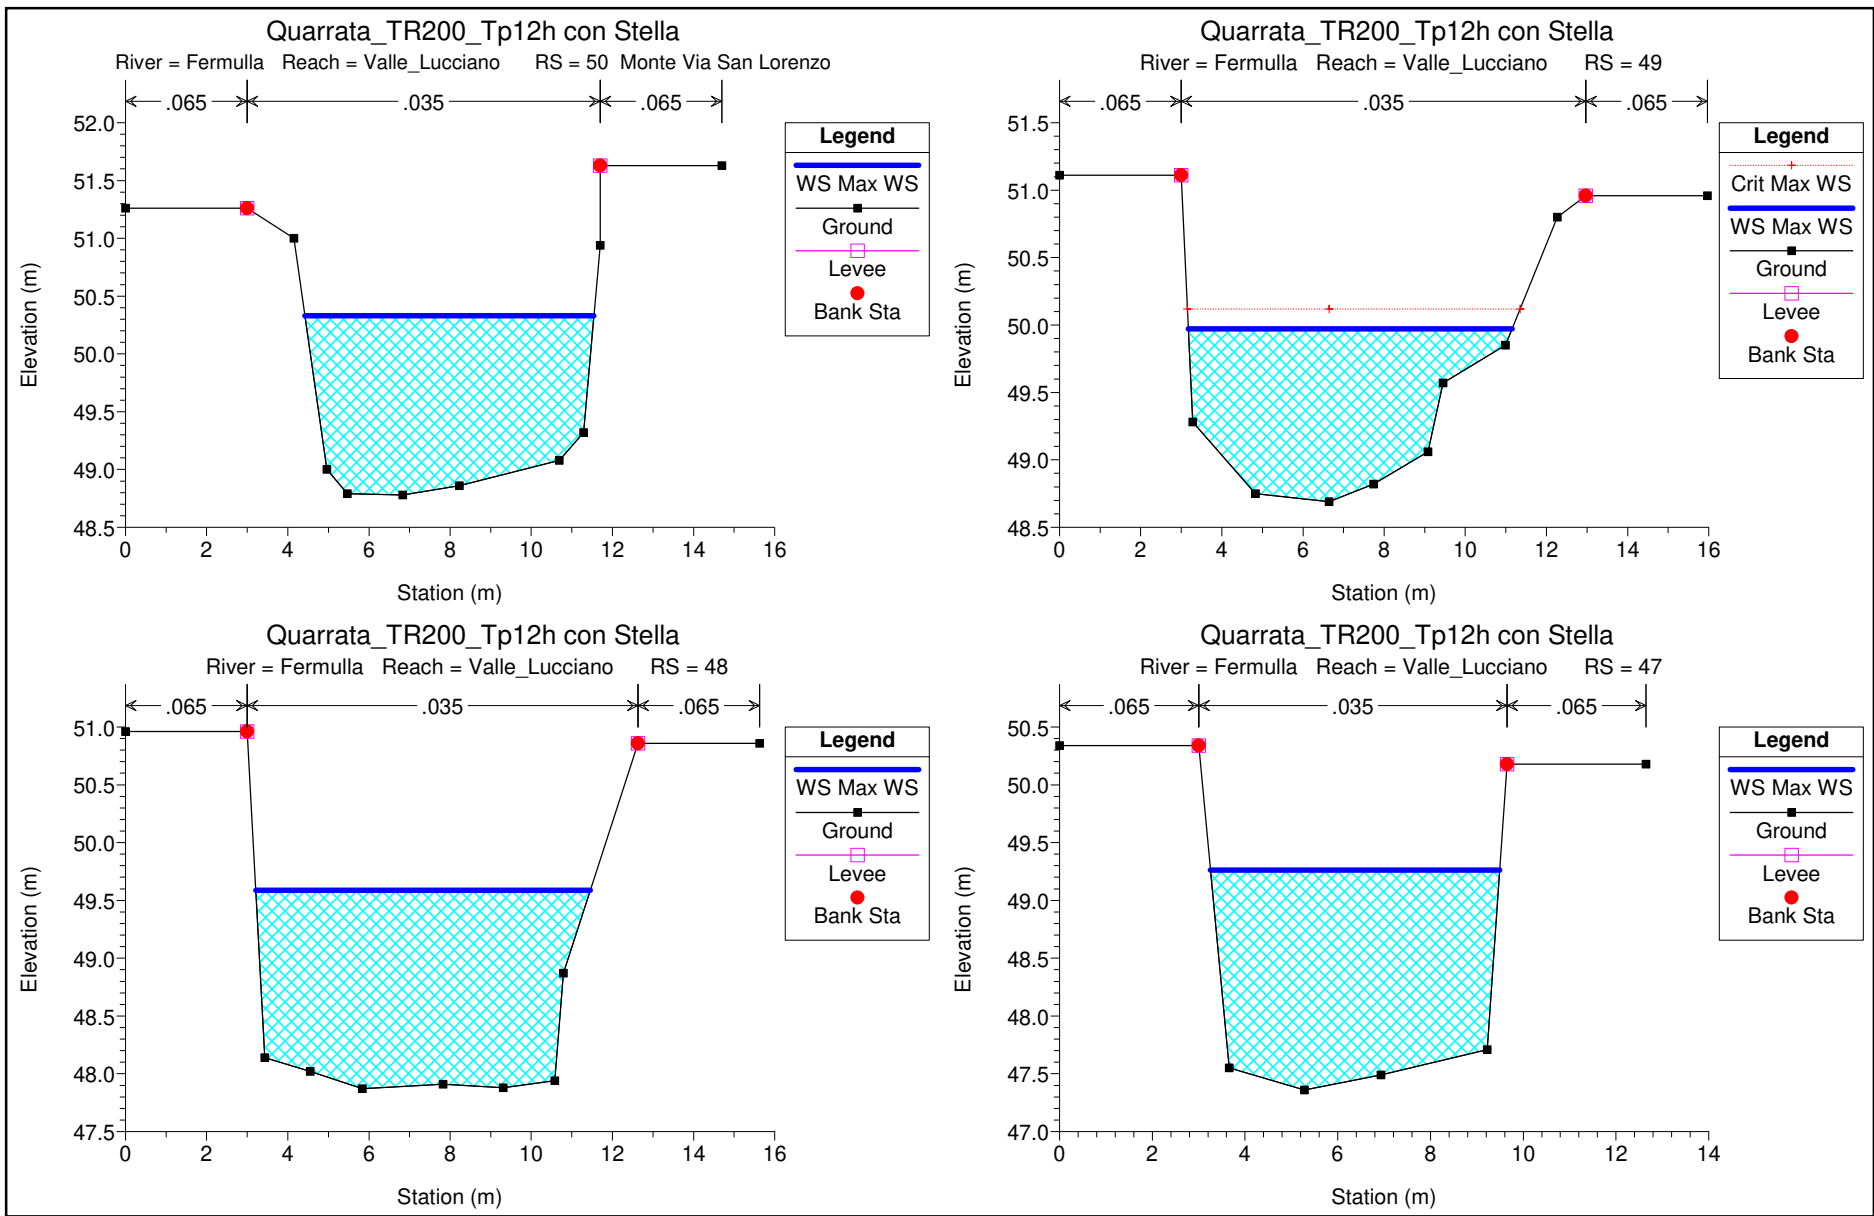 Quarrata_TR200_Tp12h con Stella
River = Fermulla Reach = Valle_Lucciano RS = 50 Monte Via San Lorenzo
.065 .035 .065
52.0
51.5
51.0
50.5
50.0
49.5
49.0
48.5
Elevation (m)
0 2 4 6 8 10 12 14 16
Station (m)
Legend
WS Max WS
Ground
Levee
Bank Sta
Quarrata_TR200_Tp12h con Stella
River = Fermulla Reach = Valle_Lucciano RS = 49
.065 .035 .065
51.5
51.0
50.5
50.0
49.5
49.0
48.5
Elevation (m)
0 2 4 6 8 10 12 14 16
Station (m)
Legend
Crit Max WS
WS Max WS
Ground
Levee
Bank Sta
Quarrata_TR200_Tp12h con Stella
River = Fermulla Reach = Valle_Lucciano RS = 48
.065 .035 .065
51.0
50.5
50.0
49.5
49.0
48.5
48.0
47.5
Elevation (m)
0 2 4 6 8 10 12 14 16
Station (m)
Legend
WS Max WS
Ground
Levee
Bank Sta
Quarrata_TR200_Tp12h con Stella
River = Fermulla Reach = Valle_Lucciano RS = 47
.065 .035 .065
50.5
50.0
49.5
49.0
48.5
48.0
47.5
47.0
Elevation (m)
0 2 4 6 8 10 12 14
Station (m)
Legend
WS Max WS
Ground
Levee
Bank Sta